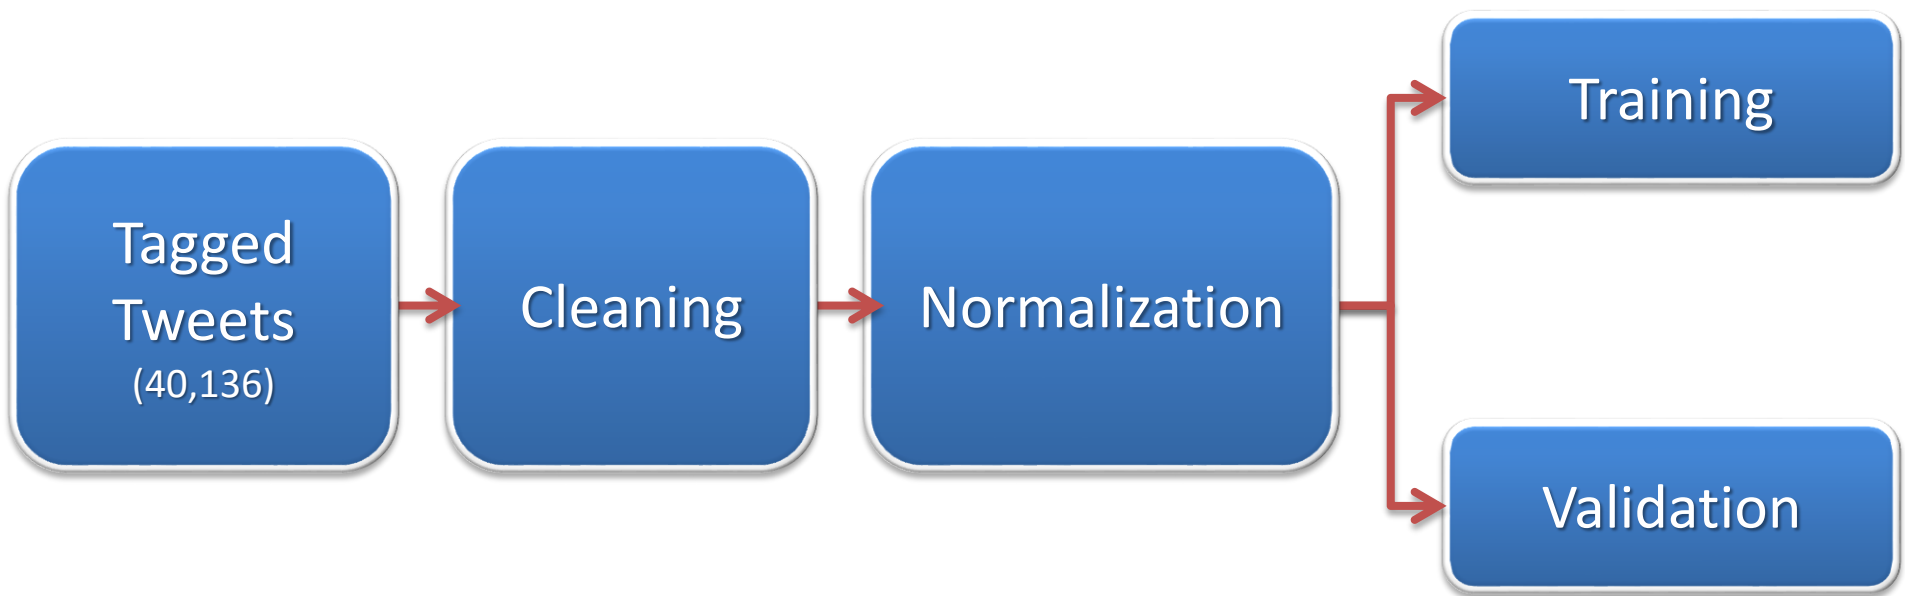 Tagged
Tweets
(40,136)
Cleaning
Normalization
Training
Validation